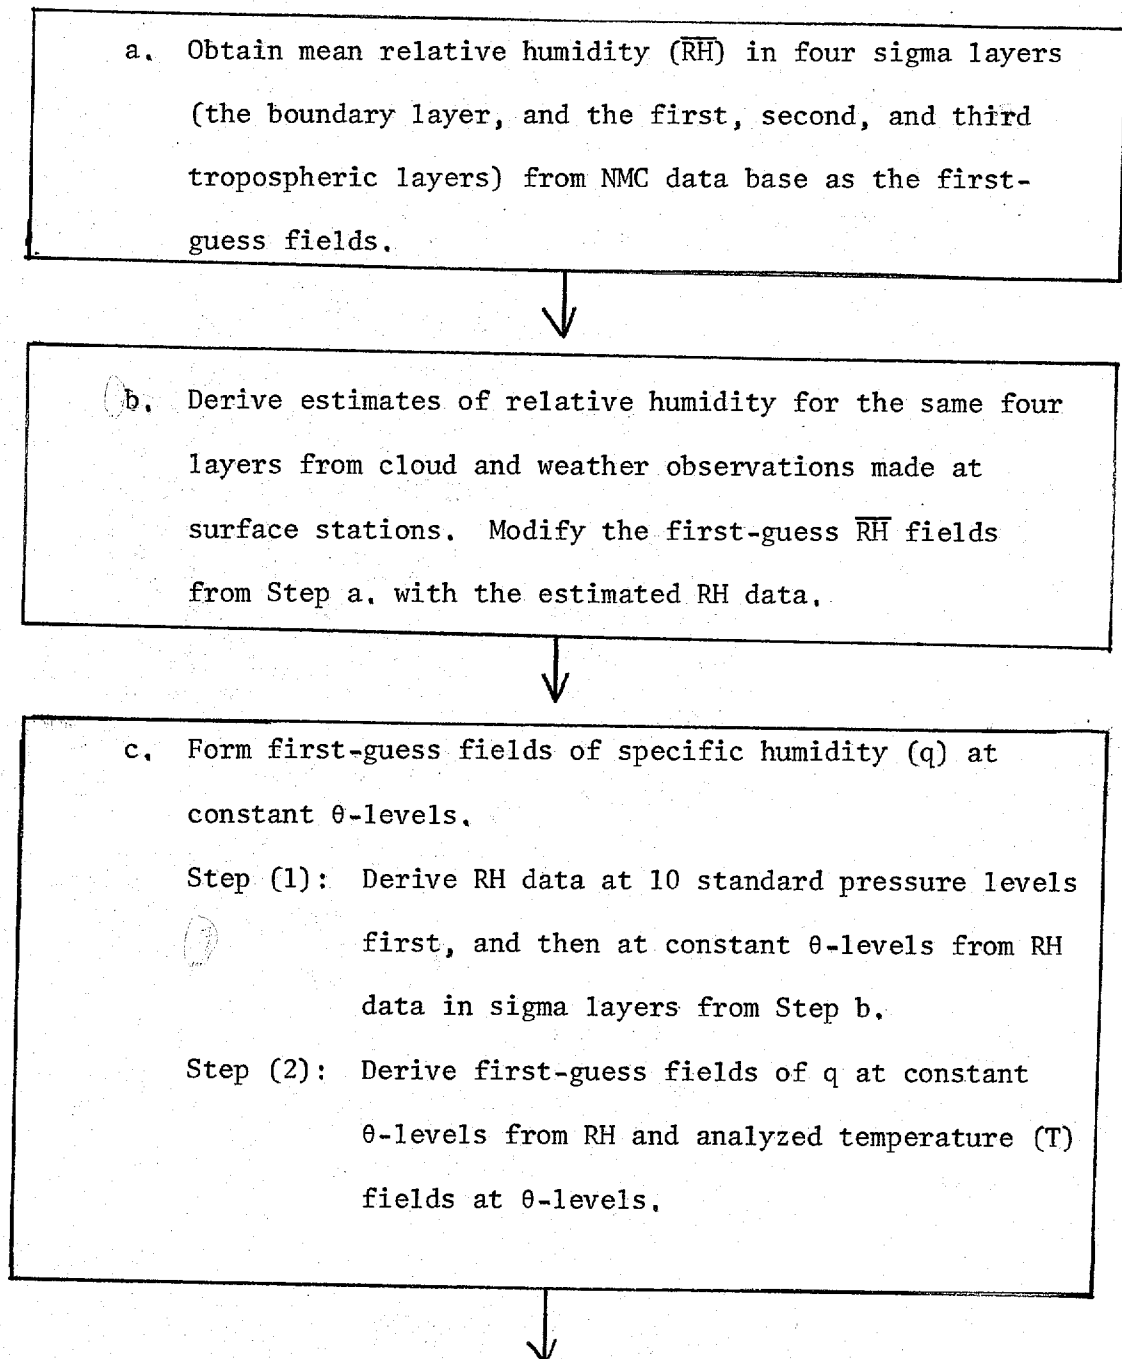 a. Obtain mean relative humidity (R̅H̅) in four sigma layers
(the boundary layer, and the first, second, and third
tropospheric layers) from NMC data base as the first-
guess fields.
b. Derive estimates of relative humidity for the same four
layers from cloud and weather observations made at
surface stations. Modify the first-guess R̅H̅ fields
from Step a. with the estimated RH data.
c. Form first-guess fields of specific humidity (q) at
constant θ-levels.
Step (1): Derive RH data at 10 standard pressure levels
first, and then at constant θ-levels from RH
data in sigma layers from Step b.
Step (2): Derive first-guess fields of q at constant
θ-levels from RH and analyzed temperature (T)
fields at θ-levels.